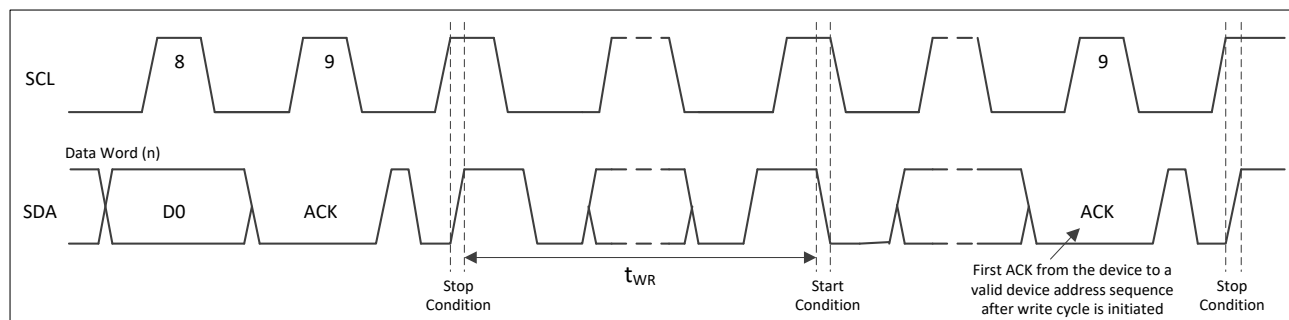 8
9
9
SCL
Data Word (n)
SDA
D0
ACK
ACK
tWR
First ACK from the device to a
valid device address sequence
after write cycle is initiated
Stop
Condition
Start
Condition
Stop
Condition